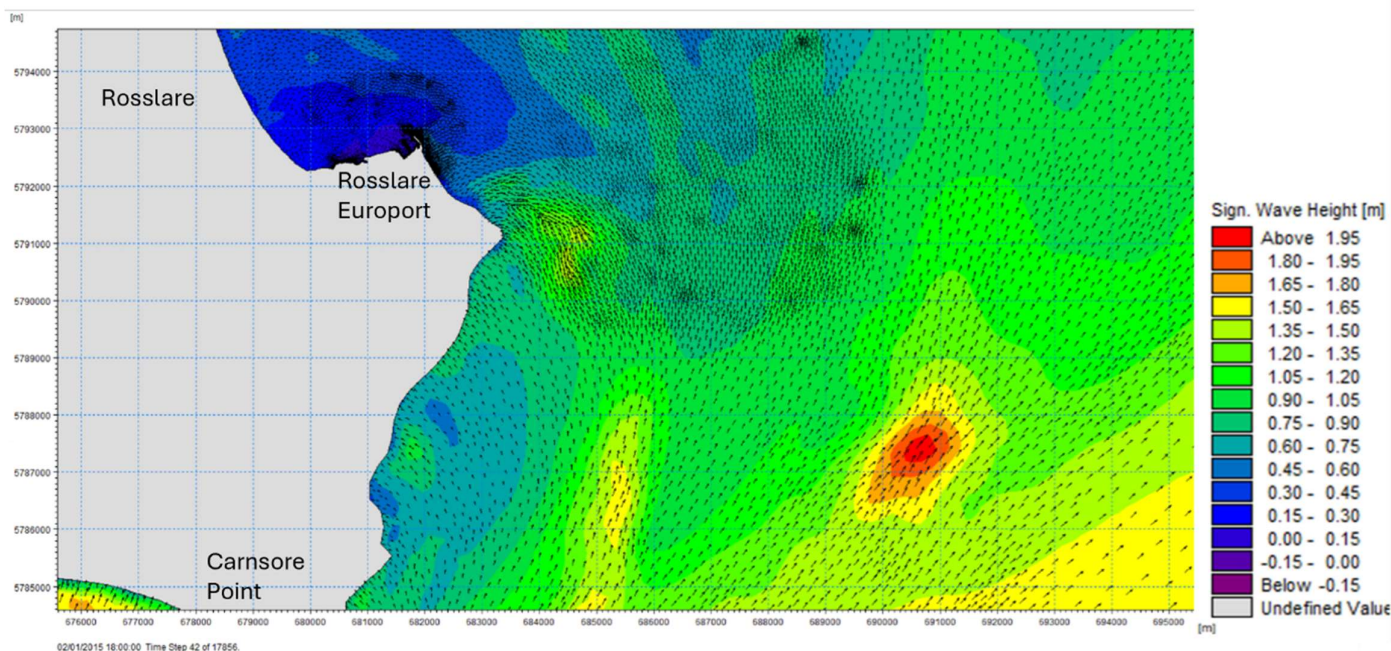 [m]
5794000
Rosslare
5793000
5792000
Rosslare
Europort
5791000
5790000
5789000
5788000
5787000
5786000
Carnsore
Point
5785000
676000 677000 678000 679000 680000 681000 682000 683000 684000 685000 686000 687000 688000 689000 690000 691000 692000 693000 694000 695000
[m]
02/01/2015 18:00:00 Time Step 42 of 17856.
Sign. Wave Height [m]
Above 1.95
1.80 - 1.95
1.65 - 1.80
1.50 - 1.65
1.35 - 1.50
1.20 - 1.35
1.05 - 1.20
0.90 - 1.05
0.75 - 0.90
0.60 - 0.75
0.45 - 0.60
0.30 - 0.45
0.15 - 0.30
0.00 - 0.15
-0.15 - 0.00
Below -0.15
Undefined Value